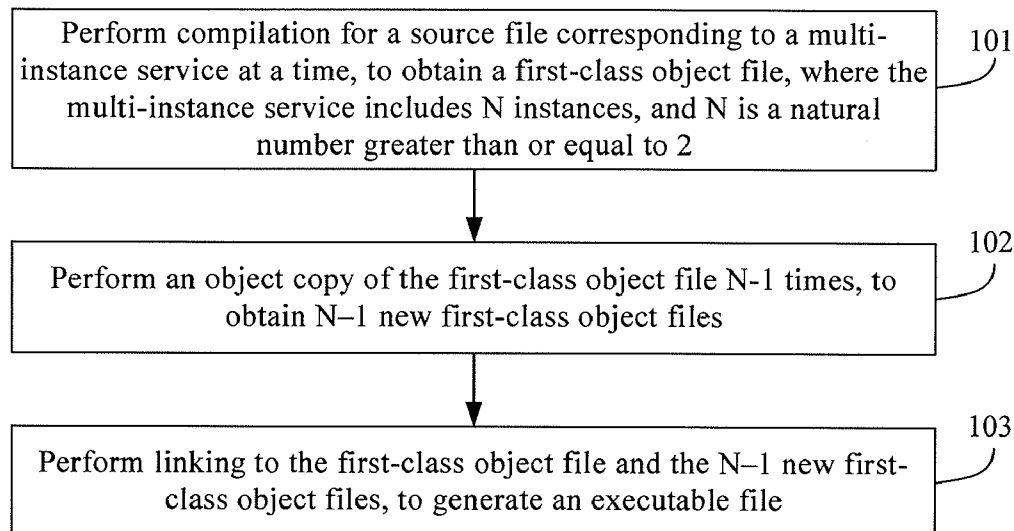 Perform compilation for a source file corresponding to a multi-
instance service at a time, to obtain a first-class object file, where the
multi-instance service includes N instances, and N is a natural
number greater than or equal to 2
101
Perform an object copy of the first-class object file N-1 times, to
obtain N–1 new first-class object files
102
Perform linking to the first-class object file and the N–1 new first-
class object files, to generate an executable file
103